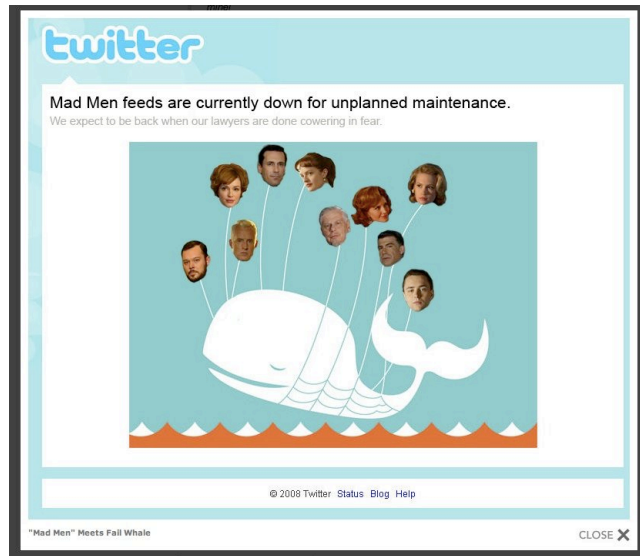 twitter
Mad Men feeds are currently down for unplanned maintenance.
We expect to be back when our lawyers are done cowering in fear.
© 2008 Twitter Status Blog Help
"Mad Men" Meets Fail Whale
CLOSE X